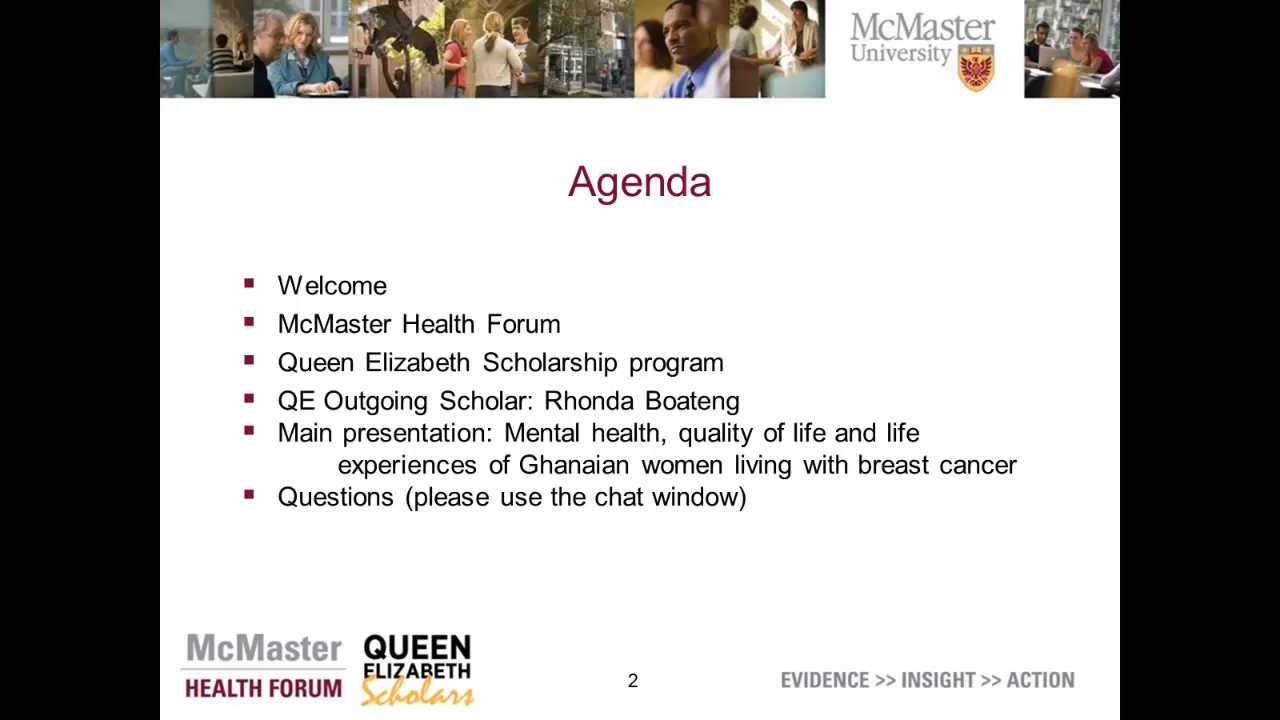 McMaster
University
Agenda
Welcome
McMaster Health Forum
Queen Elizabeth Scholarship program
QE Outgoing Scholar: Rhonda Boateng
Main presentation: Mental health, quality of life and life
experiences of Ghanaian women living with breast cancer
Questions (please use the chat window)
McMaster
HEALTH FORUM
QUEEN
ELIZABETH
Scholars
2
EVIDENCE >> INSIGHT >> ACTION